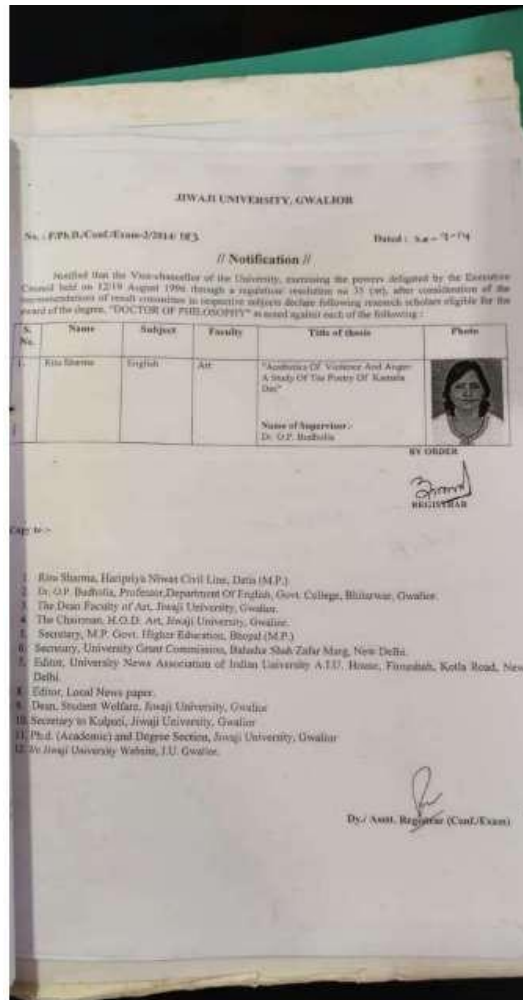 JIWAJI UNIVERSITY, GWALIOR
No. : F/Ph.D./Conf./Exam-2/2014/ Dated :
// Notification //
Notified that the Vice-chancellor of the University, exercising the powers delegated by the Executive
Council held on 12/19 August 1994 through a regulation/ resolution no 35 after consideration of the
recommendations of result committee in respective subjects declare following research scholars eligible for the
award of the degree, "DOCTOR OF PHILOSOPHY" as noted against each of the following :
S. No. Name Subject Faculty Title of thesis Photo
1. Ritu Sharma English Art "Aesthetics Of Violence And Anger:
A Study Of The Poetry Of Kamala
Das"
Name of Supervisor:-
Dr. O.P. Budholia
BY ORDER
REGISTRAR
Copy to :-
1. Ritu Sharma, Haripriya Niwas Civil Line, Datia (M.P.)
2. Dr. O.P. Budholia, Professor,Department Of English, Govt. College, Bhitarwar, Gwalior.
3. The Dean Faculty of Art, Jiwaji University, Gwalior.
4. The Chairman, H.O.D. Art, Jiwaji University, Gwalior.
5. Secretary, M.P. Govt. Higher Education, Bhopal (M.P.)
6. Secretary, University Grant Commission, Bahadur Shah Zafar Marg, New Delhi.
7. Editor, University News Association of Indian University A.I.U. House, Kotla Road, New
Delhi.
8. Editor, Local News paper.
9. Dean, Student Welfare, Jiwaji University, Gwalior
10. Secretary to Kulpati, Jiwaji University, Gwalior
11. Ph.d. (Academic) and Degree Section, Jiwaji University, Gwalior
12. I/c Jiwaji University Website, J.U. Gwalior.
Dy./ Asstt. Registrar (Conf./Exam)